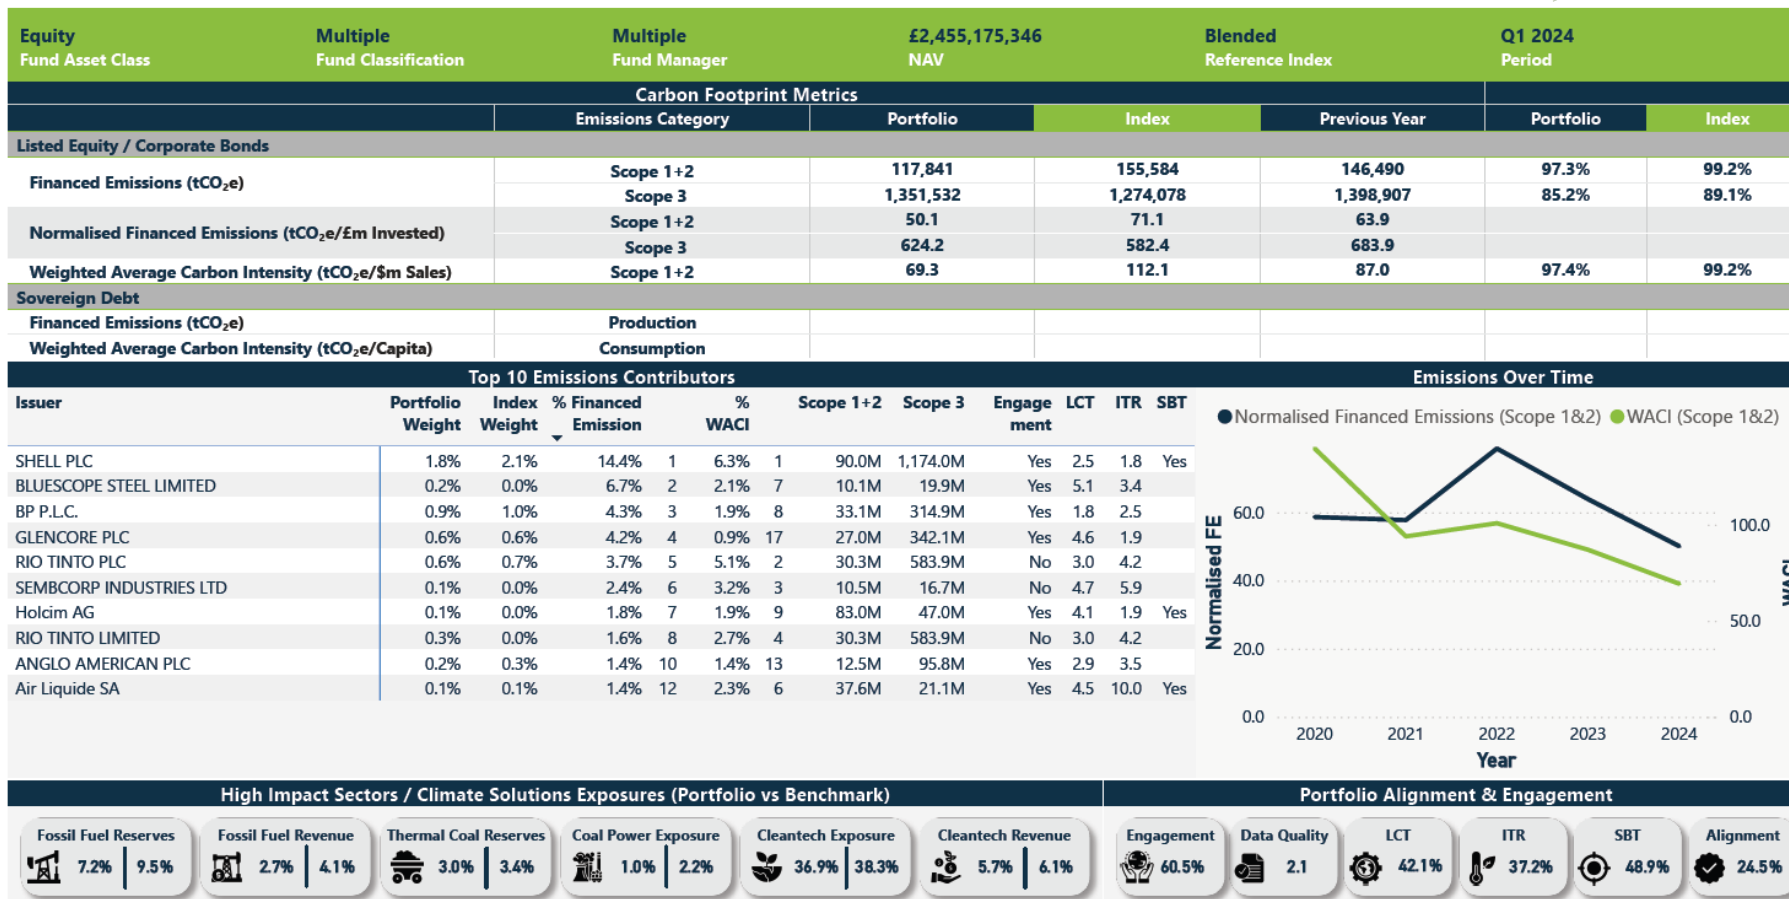 Equity Multiple Multiple £2,455,175,346 Blended Q1 2024
Fund Asset Class Fund Classification Fund Manager NAV Reference Index Period
Carbon Footprint Metrics
Emissions Category Portfolio Index Previous Year Portfolio Index
Listed Equity / Corporate Bonds
Financed Emissions (tCO₂e)
Scope 1+2 117,841 155,584 146,490 97.3% 99.2%
Scope 3 1,351,532 1,274,078 1,398,907 85.2% 89.1%
Normalised Financed Emissions (tCO₂e/£m Invested)
Scope 1+2 50.1 71.1 63.9
Scope 3 624.2 582.4 683.9
Weighted Average Carbon Intensity (tCO₂e/$m Sales) Scope 1+2 69.3 112.1 87.0 97.4% 99.2%
Sovereign Debt
Financed Emissions (tCO₂e) Production
Weighted Average Carbon Intensity (tCO₂e/Capita) Consumption
Top 10 Emissions Contributors
Issuer Portfolio Index % Financed % Scope 1+2 Scope 3 Engage LCT ITR SBT
Weight Weight Emission WACI ment
SHELL PLC 1.8% 2.1% 14.4% 1 6.3% 1 90.0M 1,174.0M Yes 2.5 1.8 Yes
BLUESCOPE STEEL LIMITED 0.2% 0.0% 6.7% 2 2.1% 7 10.1M 19.9M Yes 5.1 3.4
BP P.L.C. 0.9% 1.0% 4.3% 3 1.9% 8 33.1M 314.9M Yes 1.8 2.5
GLENCORE PLC 0.6% 0.6% 4.2% 4 0.9% 17 27.0M 342.1M Yes 4.6 1.9
RIO TINTO PLC 0.6% 0.7% 3.7% 5 5.1% 2 30.3M 583.9M No 3.0 4.2
SEMBCORP INDUSTRIES LTD 0.1% 0.0% 2.4% 6 3.2% 3 10.5M 16.7M No 4.7 5.9
Holcim AG 0.1% 0.0% 1.8% 7 1.9% 9 83.0M 47.0M Yes 4.1 1.9 Yes
RIO TINTO LIMITED 0.3% 0.0% 1.6% 8 2.7% 4 30.3M 583.9M No 3.0 4.2
ANGLO AMERICAN PLC 0.2% 0.3% 1.4% 10 1.4% 13 12.5M 95.8M Yes 2.9 3.5
Air Liquide SA 0.1% 0.1% 1.4% 12 2.3% 6 37.6M 21.1M Yes 4.5 10.0 Yes
Emissions Over Time
Normalised Financed Emissions (Scope 1&2) WACI (Scope 1&2)
Normalised FE
60.0
40.0
20.0
0.0
100.0
50.0
0.0
WACI
2020 2021 2022 2023 2024
Year
High Impact Sectors / Climate Solutions Exposures (Portfolio vs Benchmark)
Fossil Fuel Reserves Fossil Fuel Revenue Thermal Coal Reserves Coal Power Exposure Cleantech Exposure Cleantech Revenue
7.2% 9.5% 2.7% 4.1% 3.0% 3.4% 1.0% 2.2% 36.9% 38.3% 5.7% 6.1%
Portfolio Alignment & Engagement
Engagement Data Quality LCT ITR SBT Alignment
60.5% 2.1 42.1% 37.2% 48.9% 24.5%